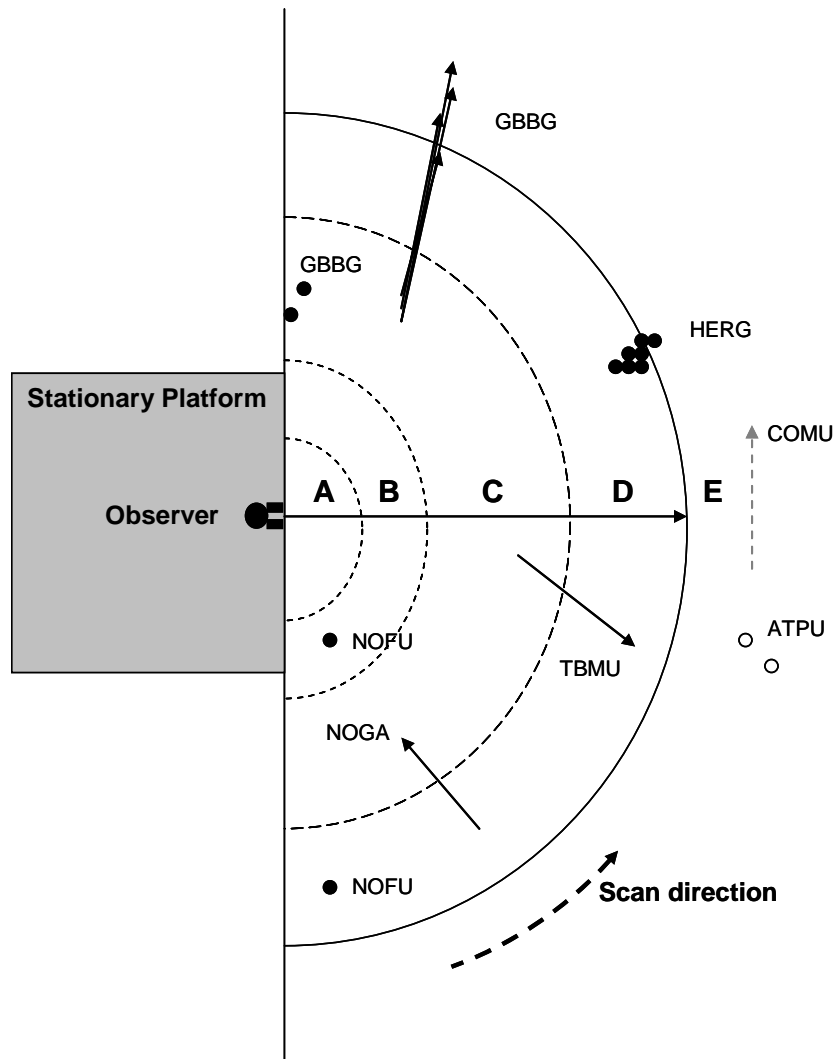 GBBG
GBBG
HERG
Stationary Platform
COMU
A B C D E
Observer
NOFU
ATPU
TBMU
NOGA
NOFU
Scan direction